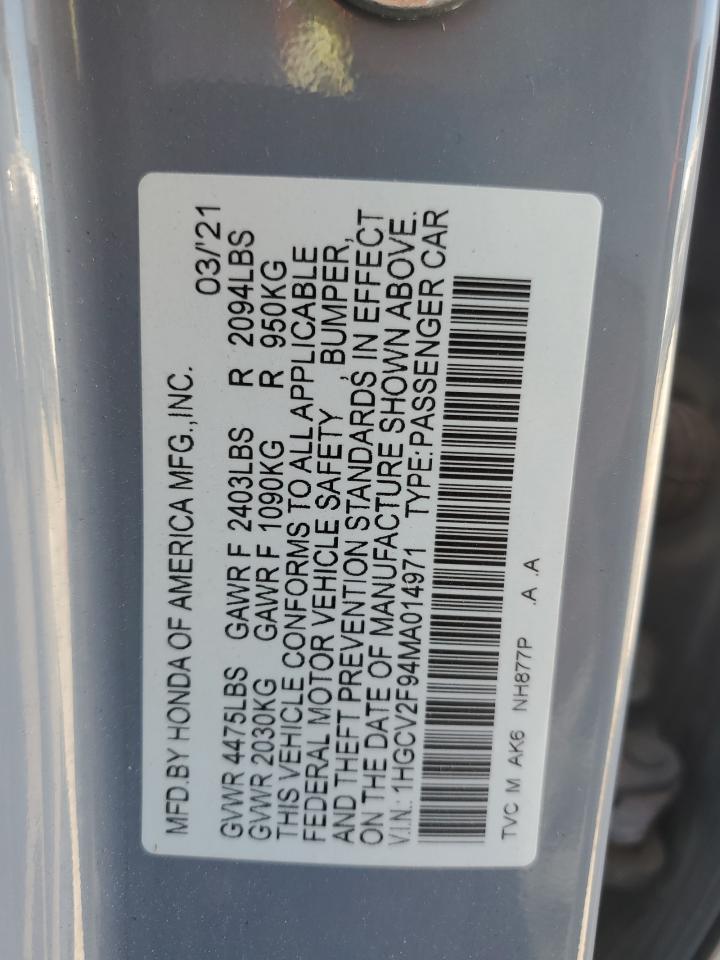 MFD.BY HONDA OF AMERICA MFG.,INC. 03/'21
GVWR 4475LBS GAWR F 2403LBS R 2094LBS
GVWR 2030KG GAWR F 1090KG R 950KG
THIS VEHICLE CONFORMS TO ALL APPLICABLE
FEDERAL MOTOR VEHICLE SAFETY , BUMPER,
AND THEFT PREVENTION STANDARDS IN EFFECT
ON THE DATE OF MANUFACTURE SHOWN ABOVE.
V.I.N.: 1HGCV2F94MA014971 TYPE:PASSENGER CAR
TVC M AK6 NH877P .A .A